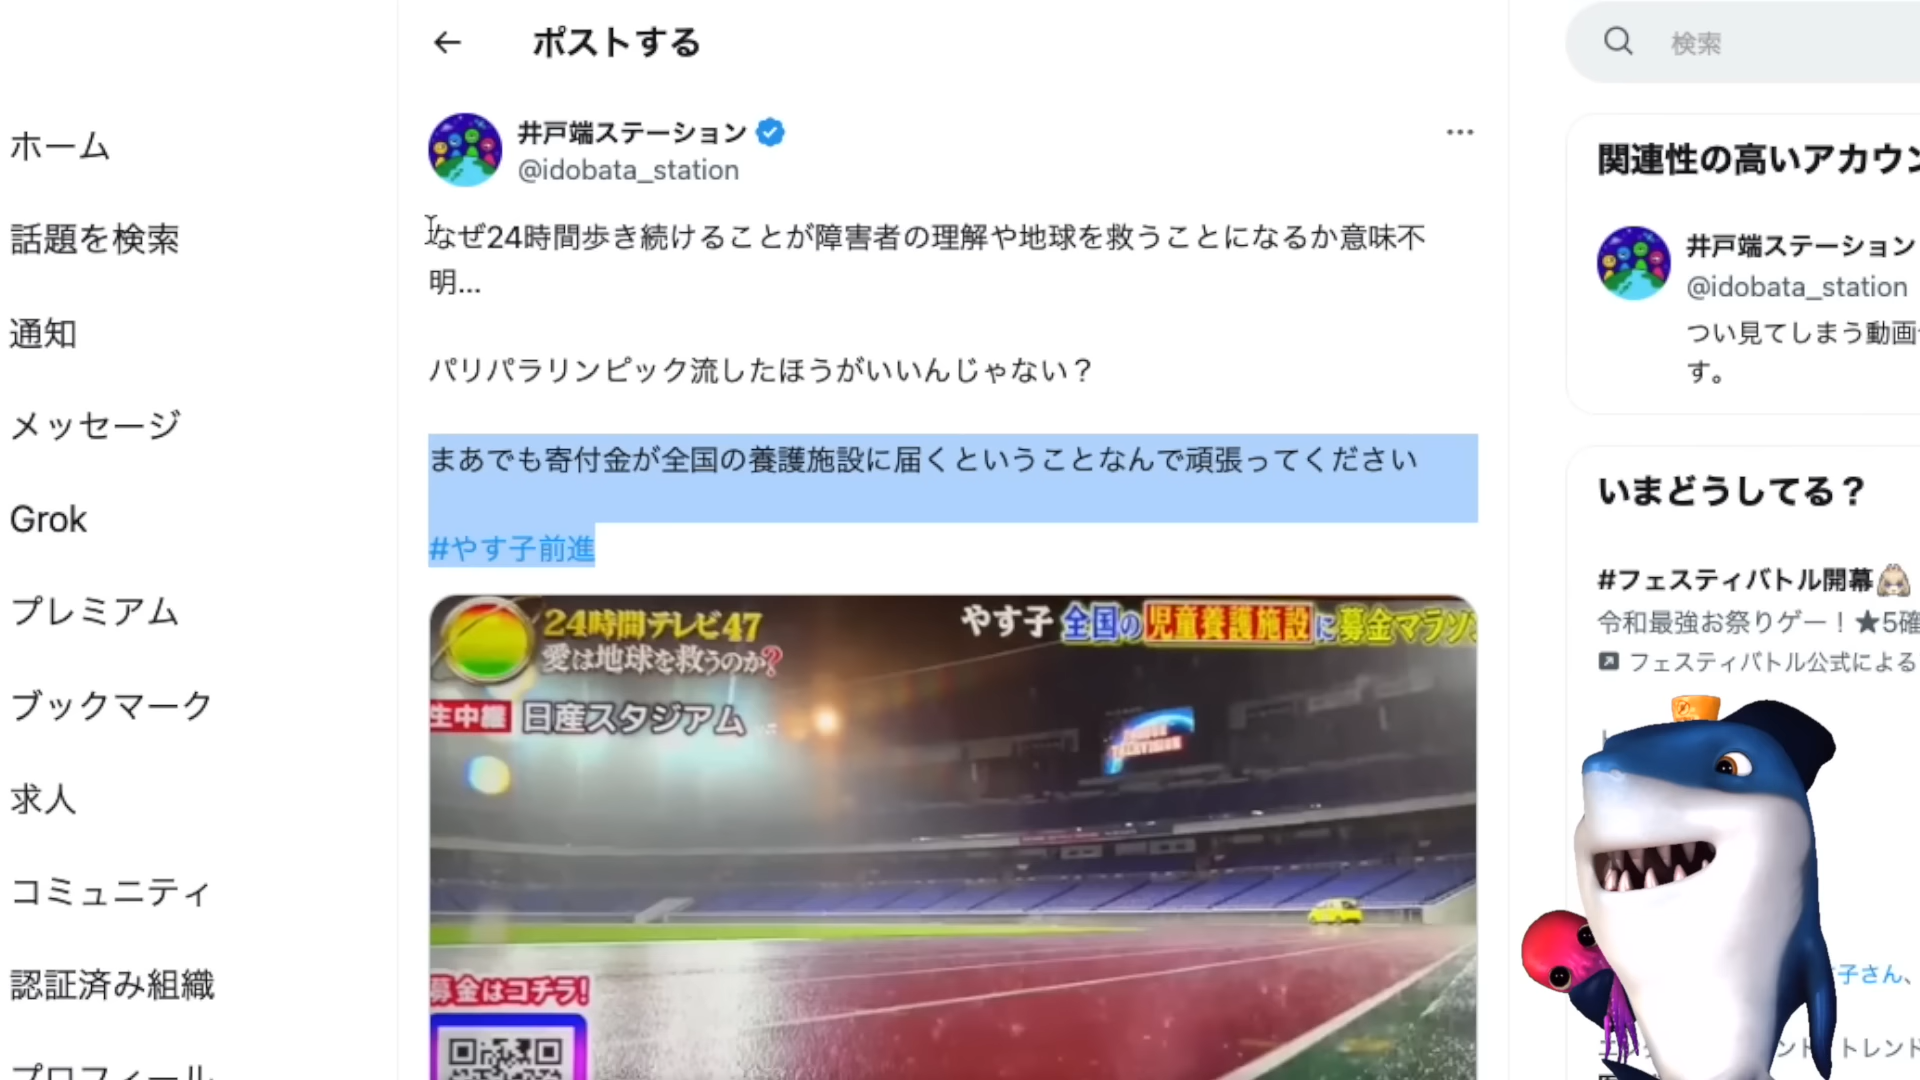 ポストする
検索
ホーム
話題を検索
通知
メッセージ
Grok
プレミアム
ブックマーク
求人
コミュニティ
認証済み組織
プロフィール
井戸端ステーション
@idobata_station
なぜ24時間歩き続けることが障害者の理解や地球を救うことになるか意味不
明...
パリパラリンピック流したほうがいいんじゃない？
まあでも寄付金が全国の養護施設に届くということなんで頑張ってください
#やす子前進
24時間テレビ47
愛は地球を救うのか?
やす子 全国の児童養護施設に募金マラソン
生中継 日産スタジアム
募金はコチラ!
関連性の高いアカウン
井戸端ステーション
@idobata_station
つい見てしまう動画
す。
いまどうしてる？
#フェスティバトル開幕
令和最強お祭りゲー！★5確
フェスティバトル公式による
子さん、
トレンド